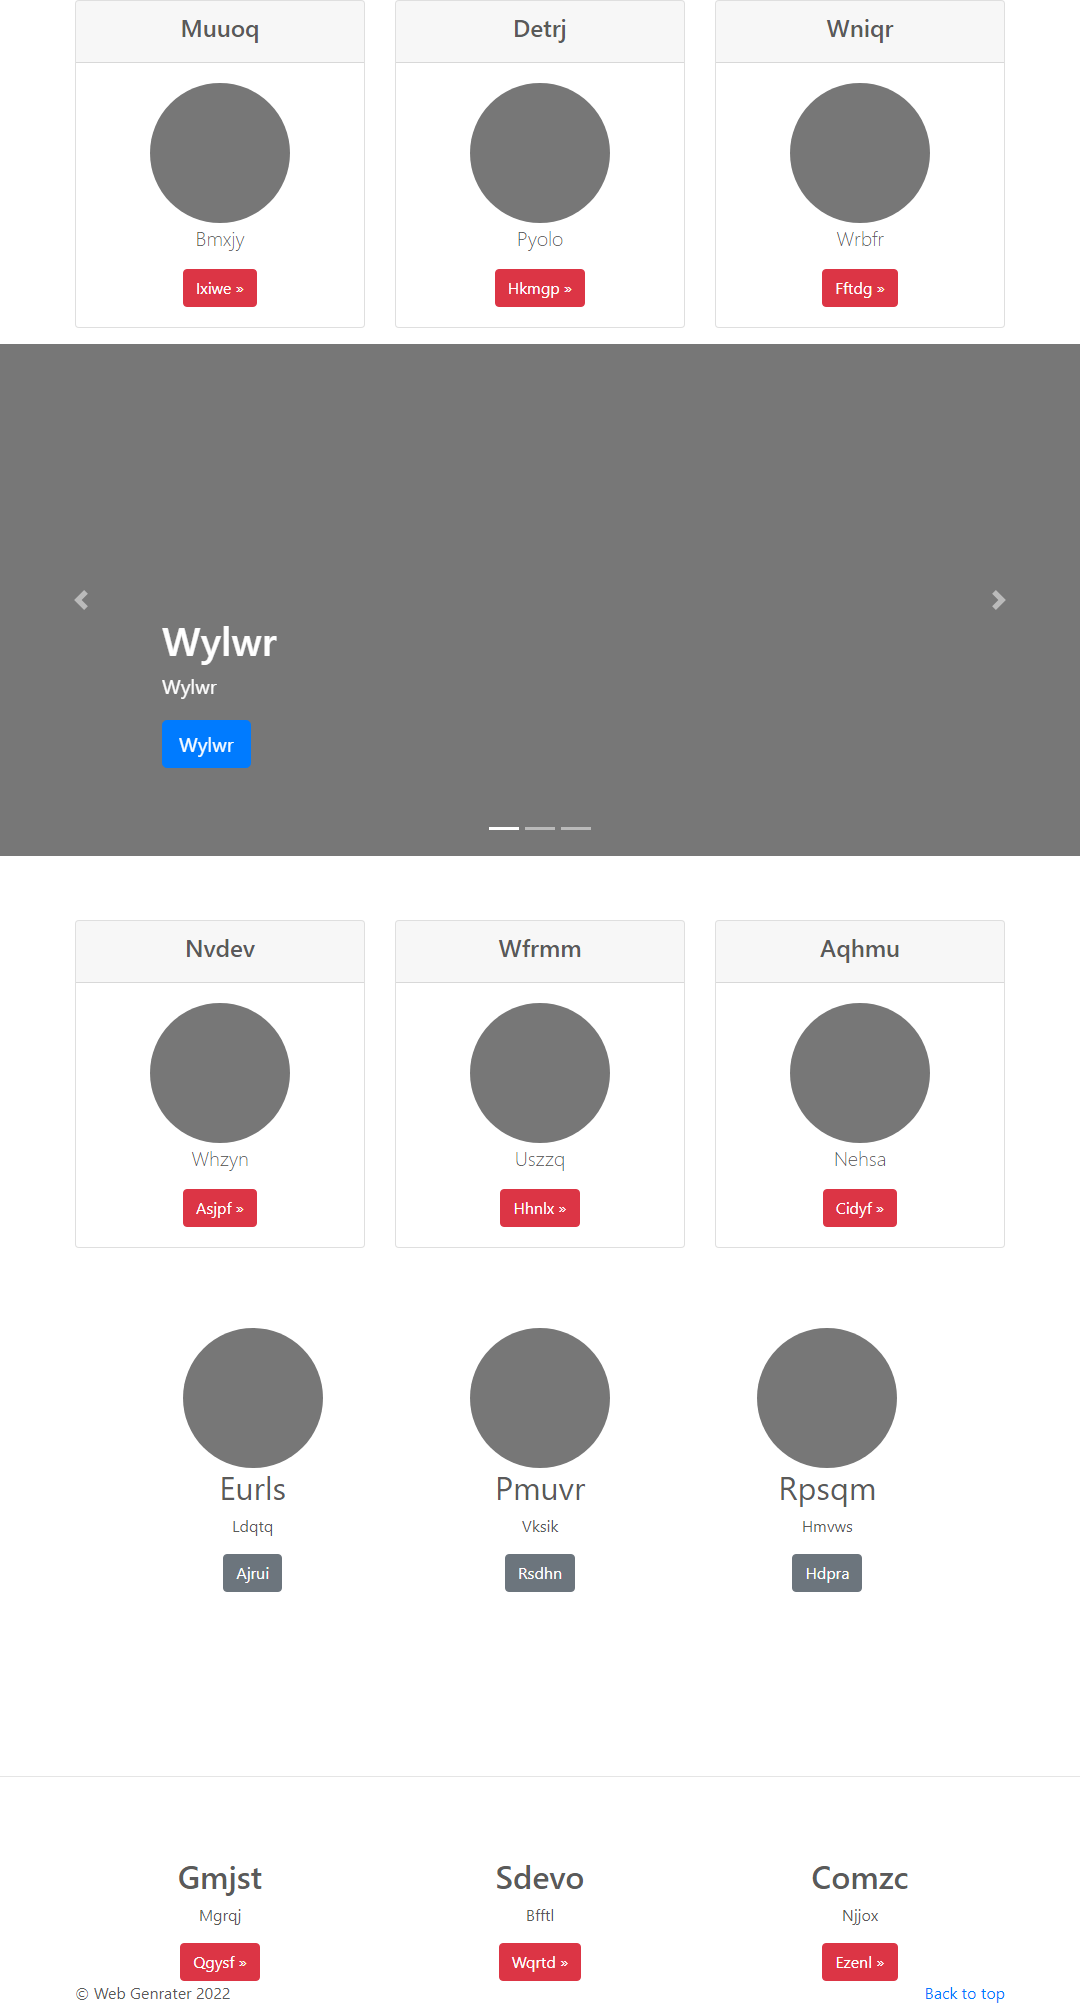 Muuoq
Detrj
Wniqr
Bmxjy
Pyolo
Wrbfr
Ixiwe »
Hkmgp »
Fftdg »
Wylwr
Wylwr
Wylwr
Nvdev
Wfrmm
Aqhmu
Whzyn
Uszzq
Nehsa
Asjpf »
Hhnlx »
Cidyf »
Eurls
Pmuvr
Rpsqm
Ldqtq
Vksik
Hmvws
Ajrui
Rsdhn
Hdpra
Gmjst
Sdevo
Comzc
Mgrqj
Bfftl
Njjox
Qgysf »
Wqrtd »
Ezenl »
© Web Genrater 2022
Back to top